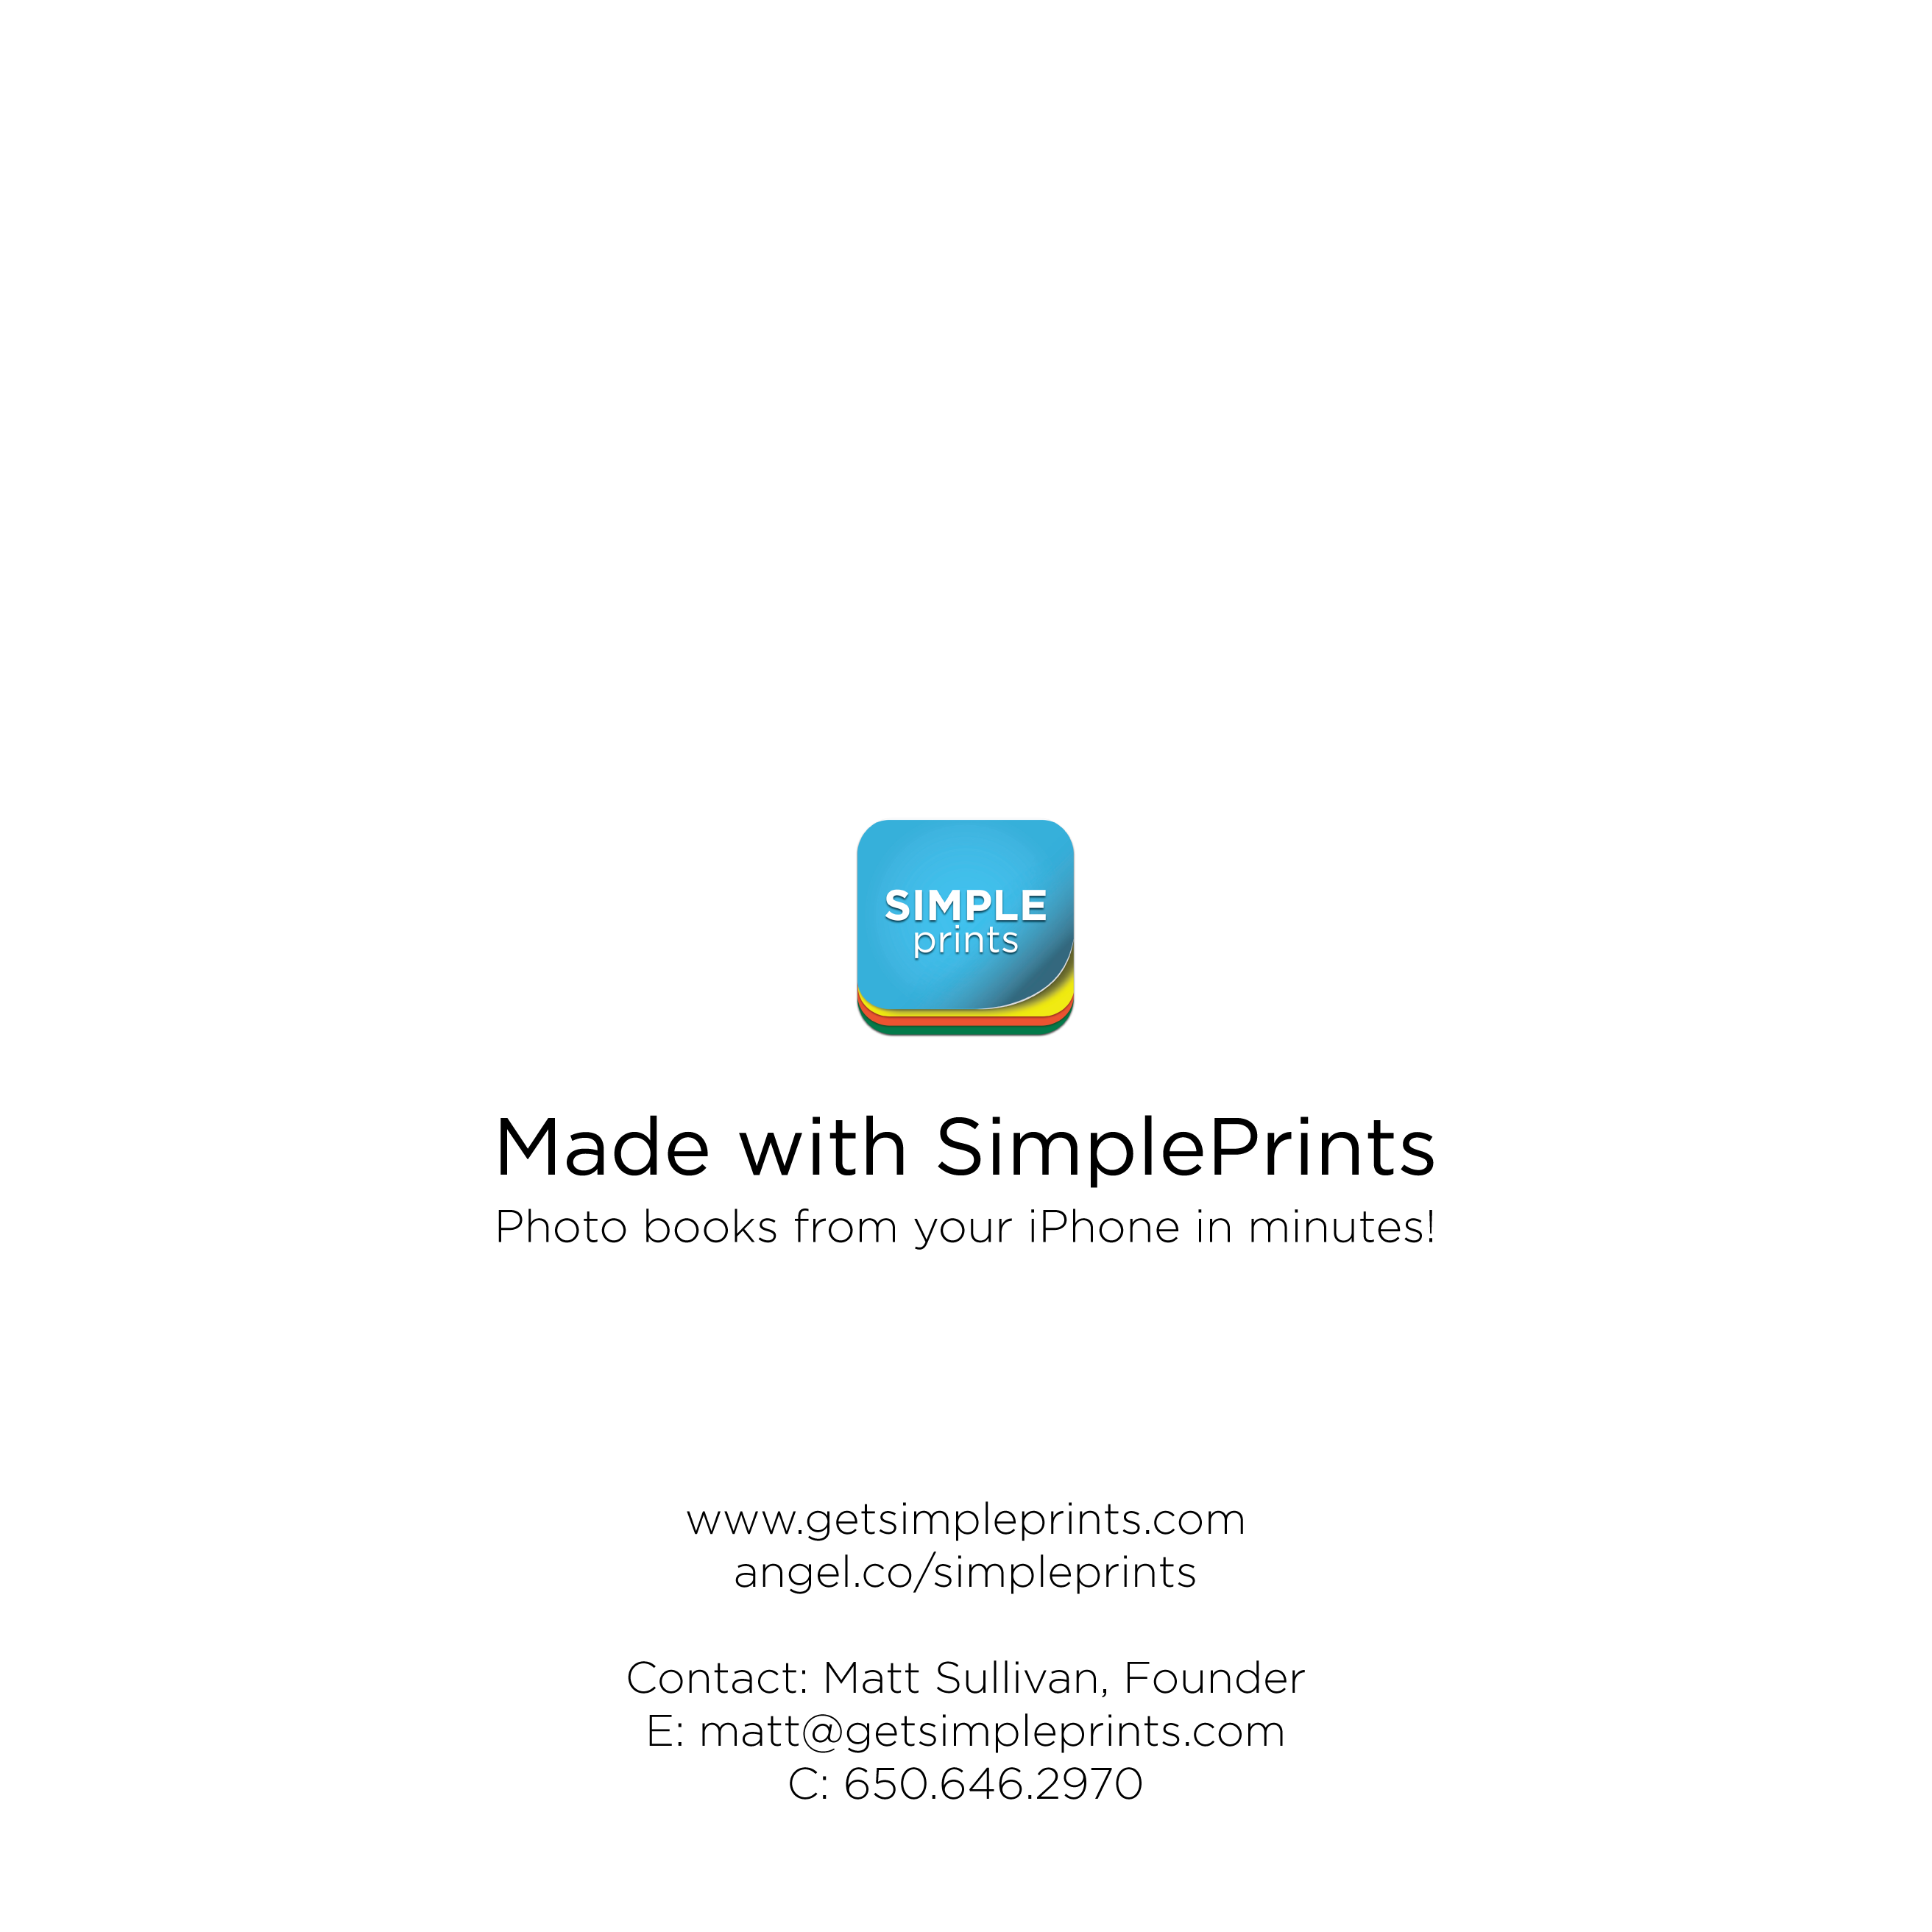 SIMPLE
prints
Made with SimplePrints
Photo books from your iPhone in minutes!
www.getsimpleprints.com
angel.co/simpleprints
Contact: Matt Sullivan, Founder
E: matt@getsimpleprints.com
C: 650.646.2970